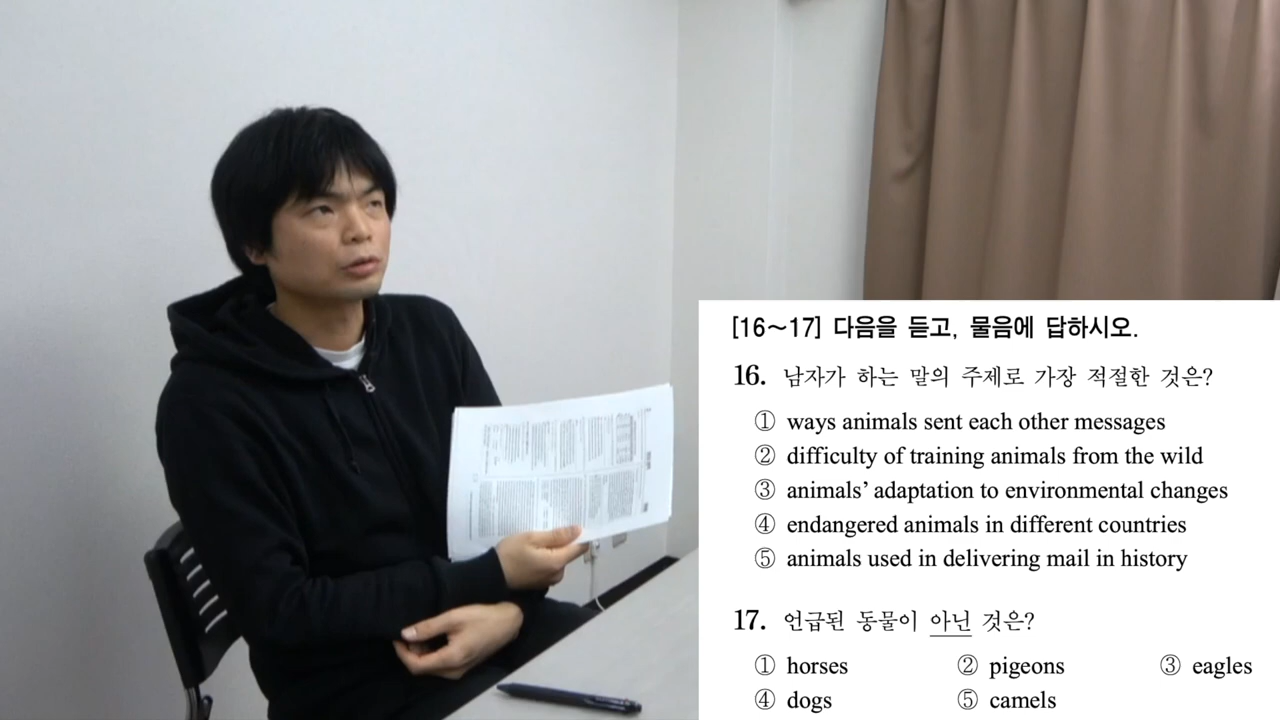 [16~17] 다음을 듣고, 물음에 답하시오.
16. 남자가 하는 말의 주제로 가장 적절한 것은?
① ways animals sent each other messages
② difficulty of training animals from the wild
③ animals’ adaptation to environmental changes
④ endangered animals in different countries
⑤ animals used in delivering mail in history
17. 언급된 동물이 아닌 것은?
① horses ② pigeons ③ eagles
④ dogs ⑤ camels